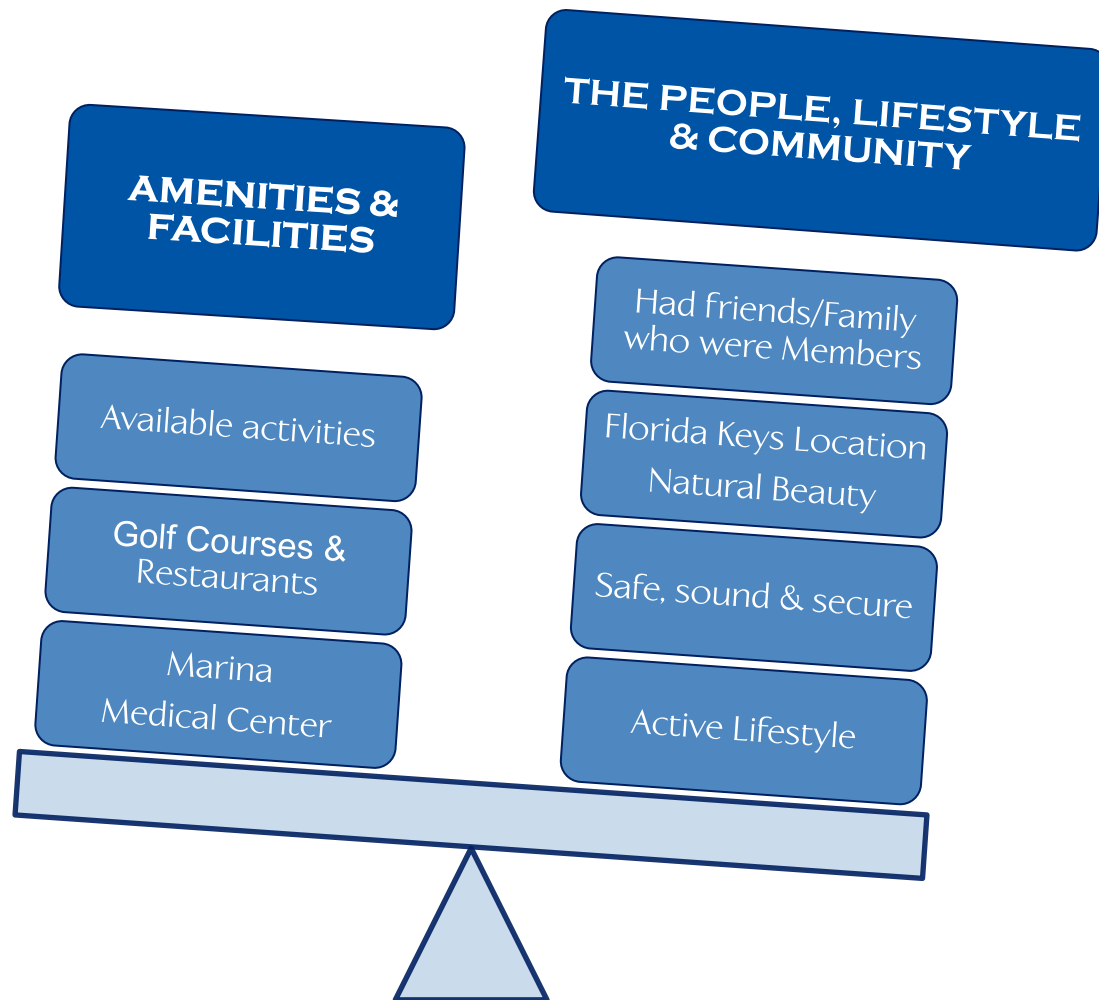 AMENITIES &
FACILITIES
Available activities
Golf Courses &
Restaurants
Marina
Medical Center
THE PEOPLE, LIFESTYLE
& COMMUNITY
Had friends/Family
who were Members
Florida Keys Location
Natural Beauty
Safe, sound & secure
Active Lifestyle